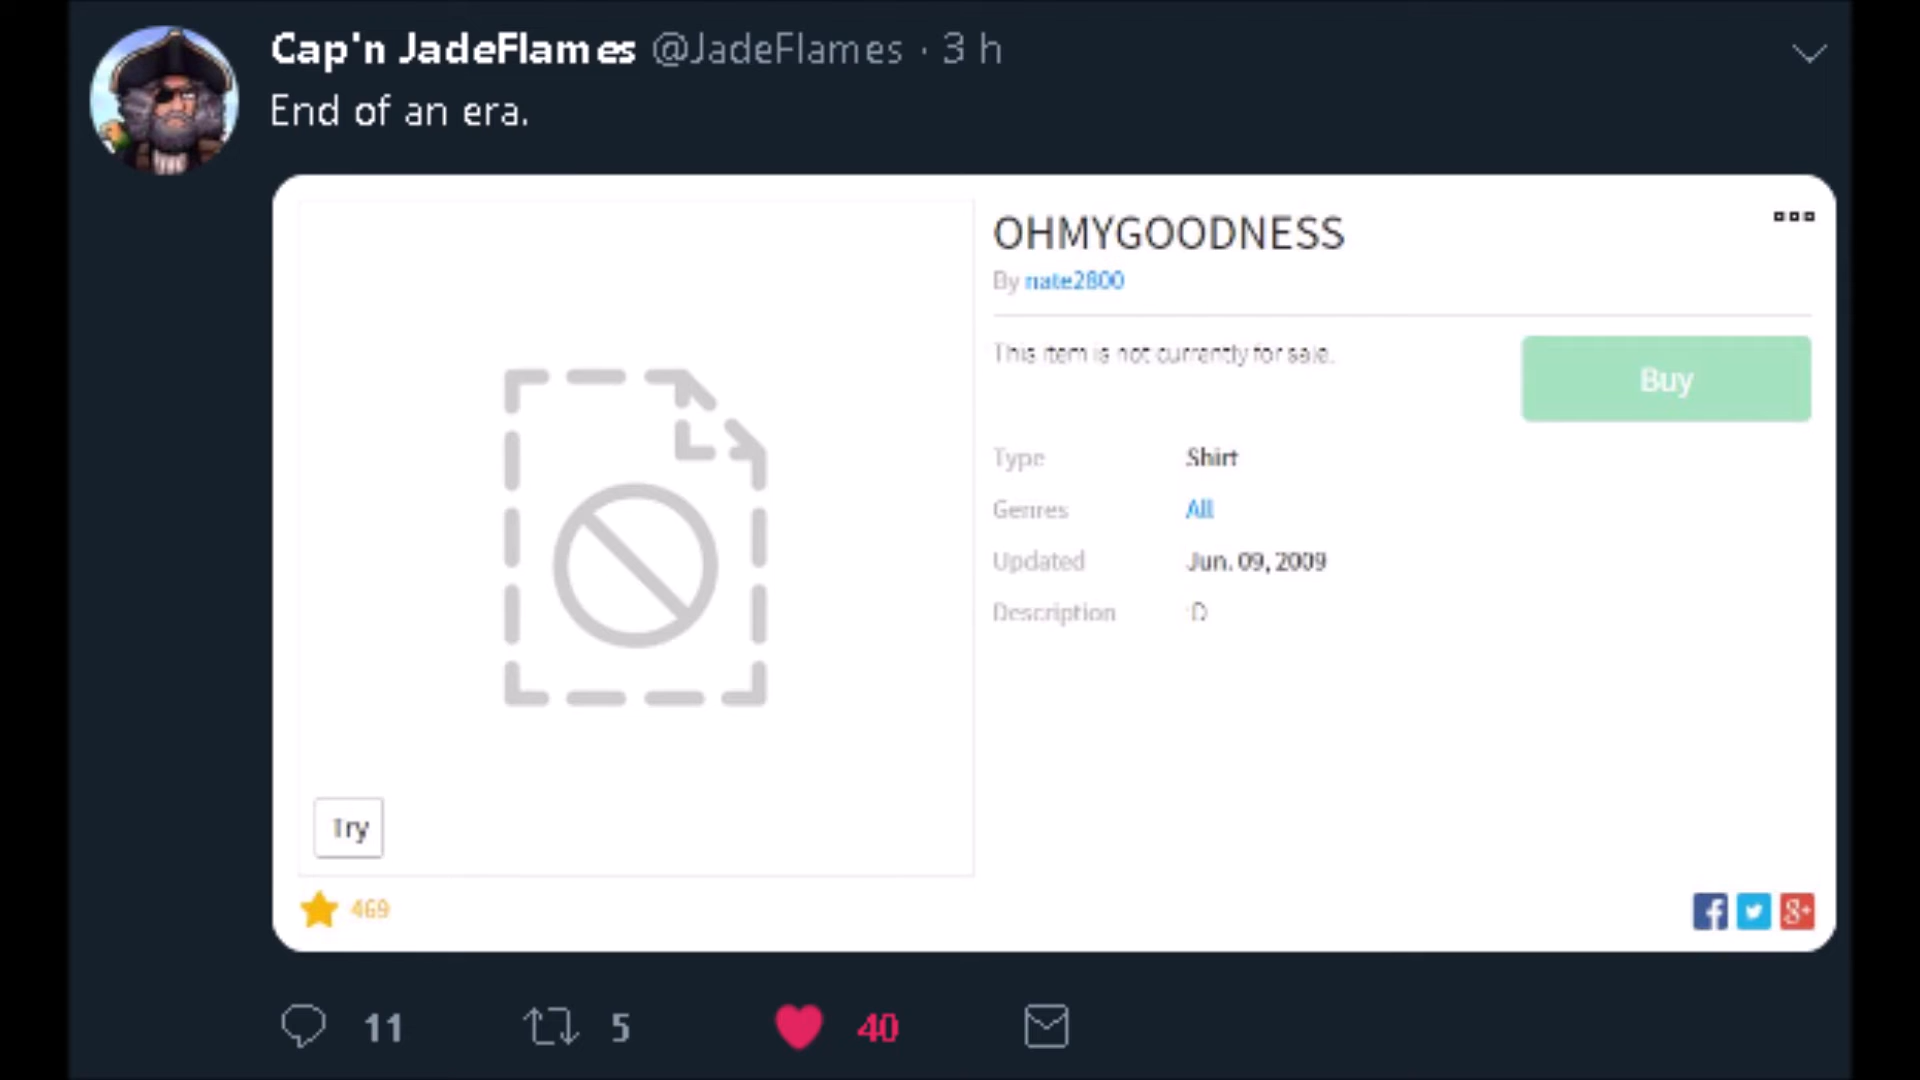 Cap'n JadeFlames @JadeFlames · 3 h
End of an era.
OHMYGOODNESS
By nate2800
This item is not currently for sale.
Buy
Type Shirt
Genres All
Updated Jun. 09, 2009
Description :D
Try
469
11 5 40